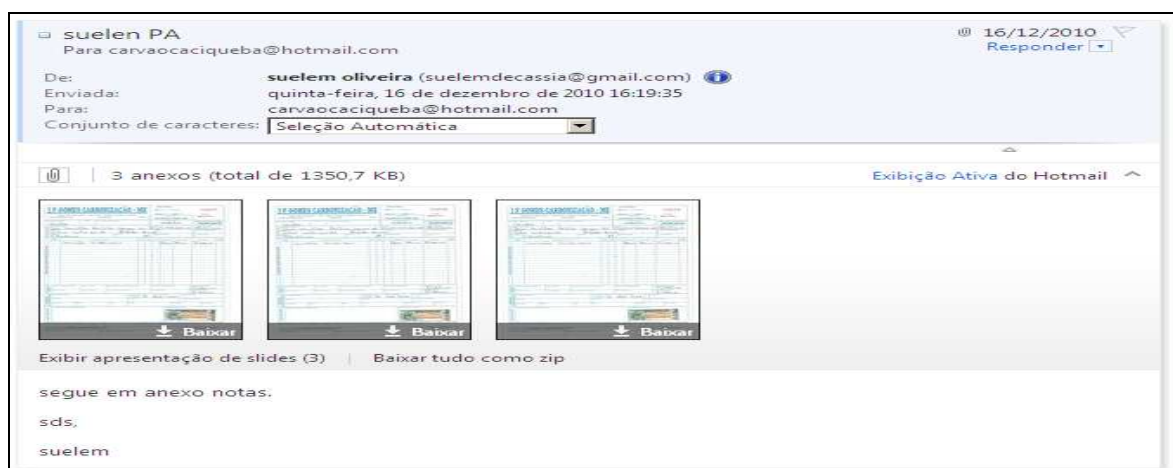 suelen PA
16/12/2010
Para carvaocaciqueba@hotmail.com
Responder
De: suelem oliveira (suelemdecassia@gmail.com)
Enviada: quinta-feira, 16 de dezembro de 2010 16:19:35
Para: carvaocaciqueba@hotmail.com
Conjunto de caracteres: Seleção Automática
3 anexos (total de 1350,7 KB)
Exibição Ativa do Hotmail
Baixar
Baixar
Baixar
Exibir apresentação de slides (3) | Baixar tudo como zip
segue em anexo notas.
sds,
suelem